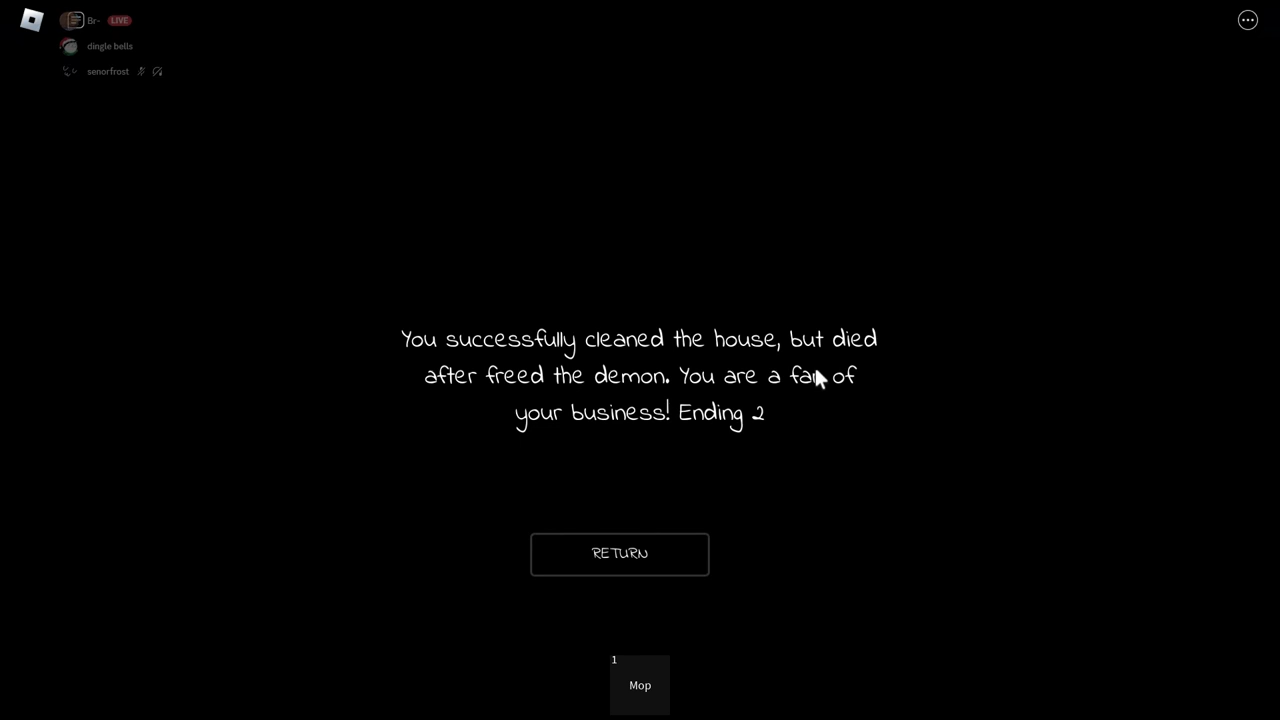 Br- LIVE
dingle bells
senorfrost
You successfully cleaned the house, but died
after freed the demon. You are a of
your business! Ending 2
RETURN
1
Mop